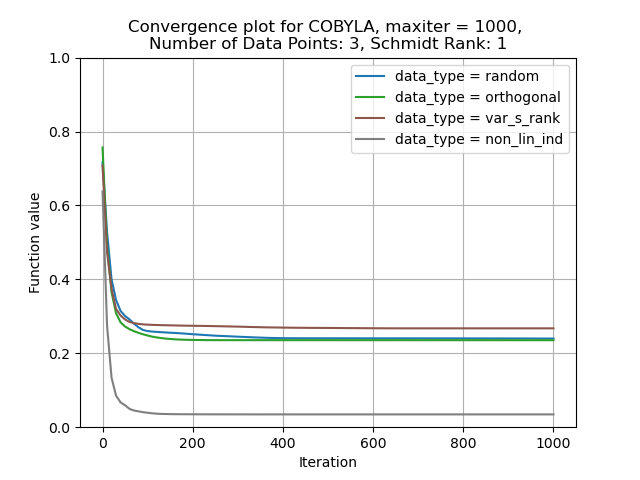 Convergence plot for COBYLA, maxiter = 1000,
Number of Data Points: 3, Schmidt Rank: 1
data_type = random
data_type = orthogonal
data_type = var_s_rank
data_type = non_lin_ind
Function value
1.0
0.8
0.6
0.4
0.2
0.0
0 200 400 600 800 1000
Iteration